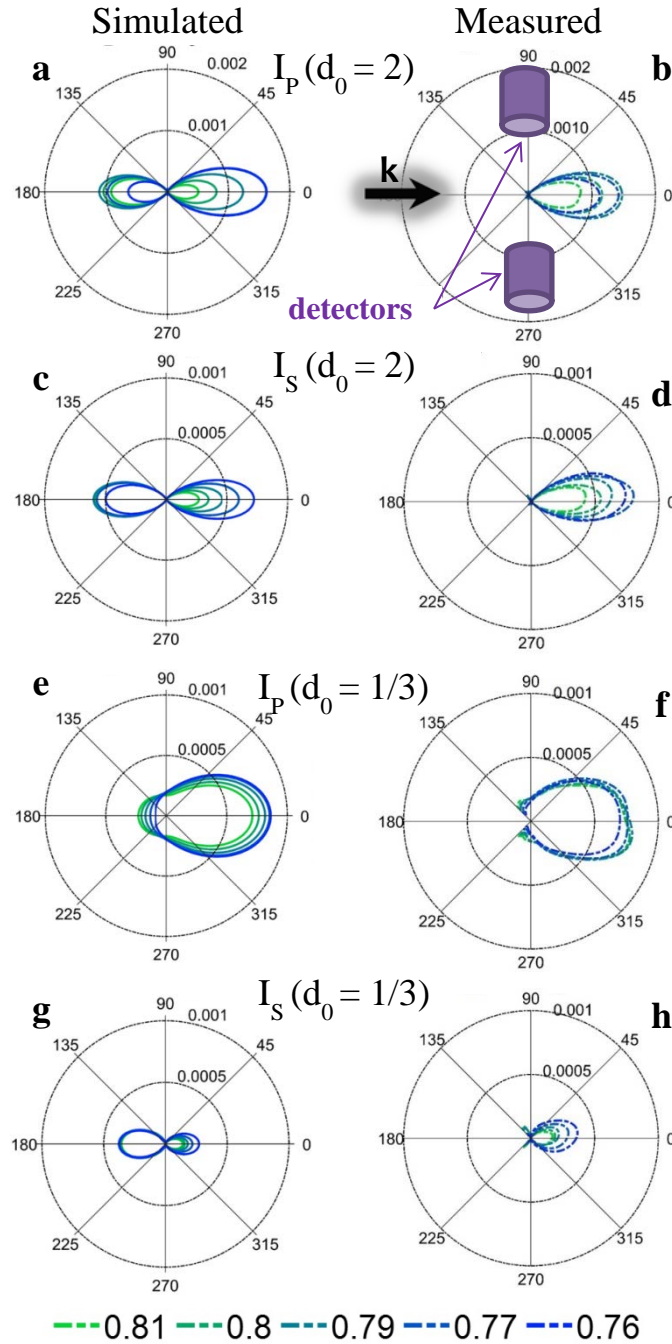 Simulated Measured
a I_P (d_0 = 2) b
90 0.002 45 0.001 0 315 270 225 180 135
90 0.002 45 0.0010 0 315 270 225 135
k
detectors
c I_S (d_0 = 2) d
90 0.001 45 0.0005 0 315 270 225 180 135
90 0.001 45 0.0005 0 315 270 225 180 135
e I_P (d_0 = 1/3) f
90 0.001 45 0.0005 0 315 270 225 180 135
90 0.001 45 0.0005 0 315 270 225 180 135
g I_S (d_0 = 1/3) h
90 0.001 45 0.0005 0 315 270 225 180 135
90 0.001 45 0.0005 0 315 270 225 180 135
0.81 0.8 0.79 0.77 0.76